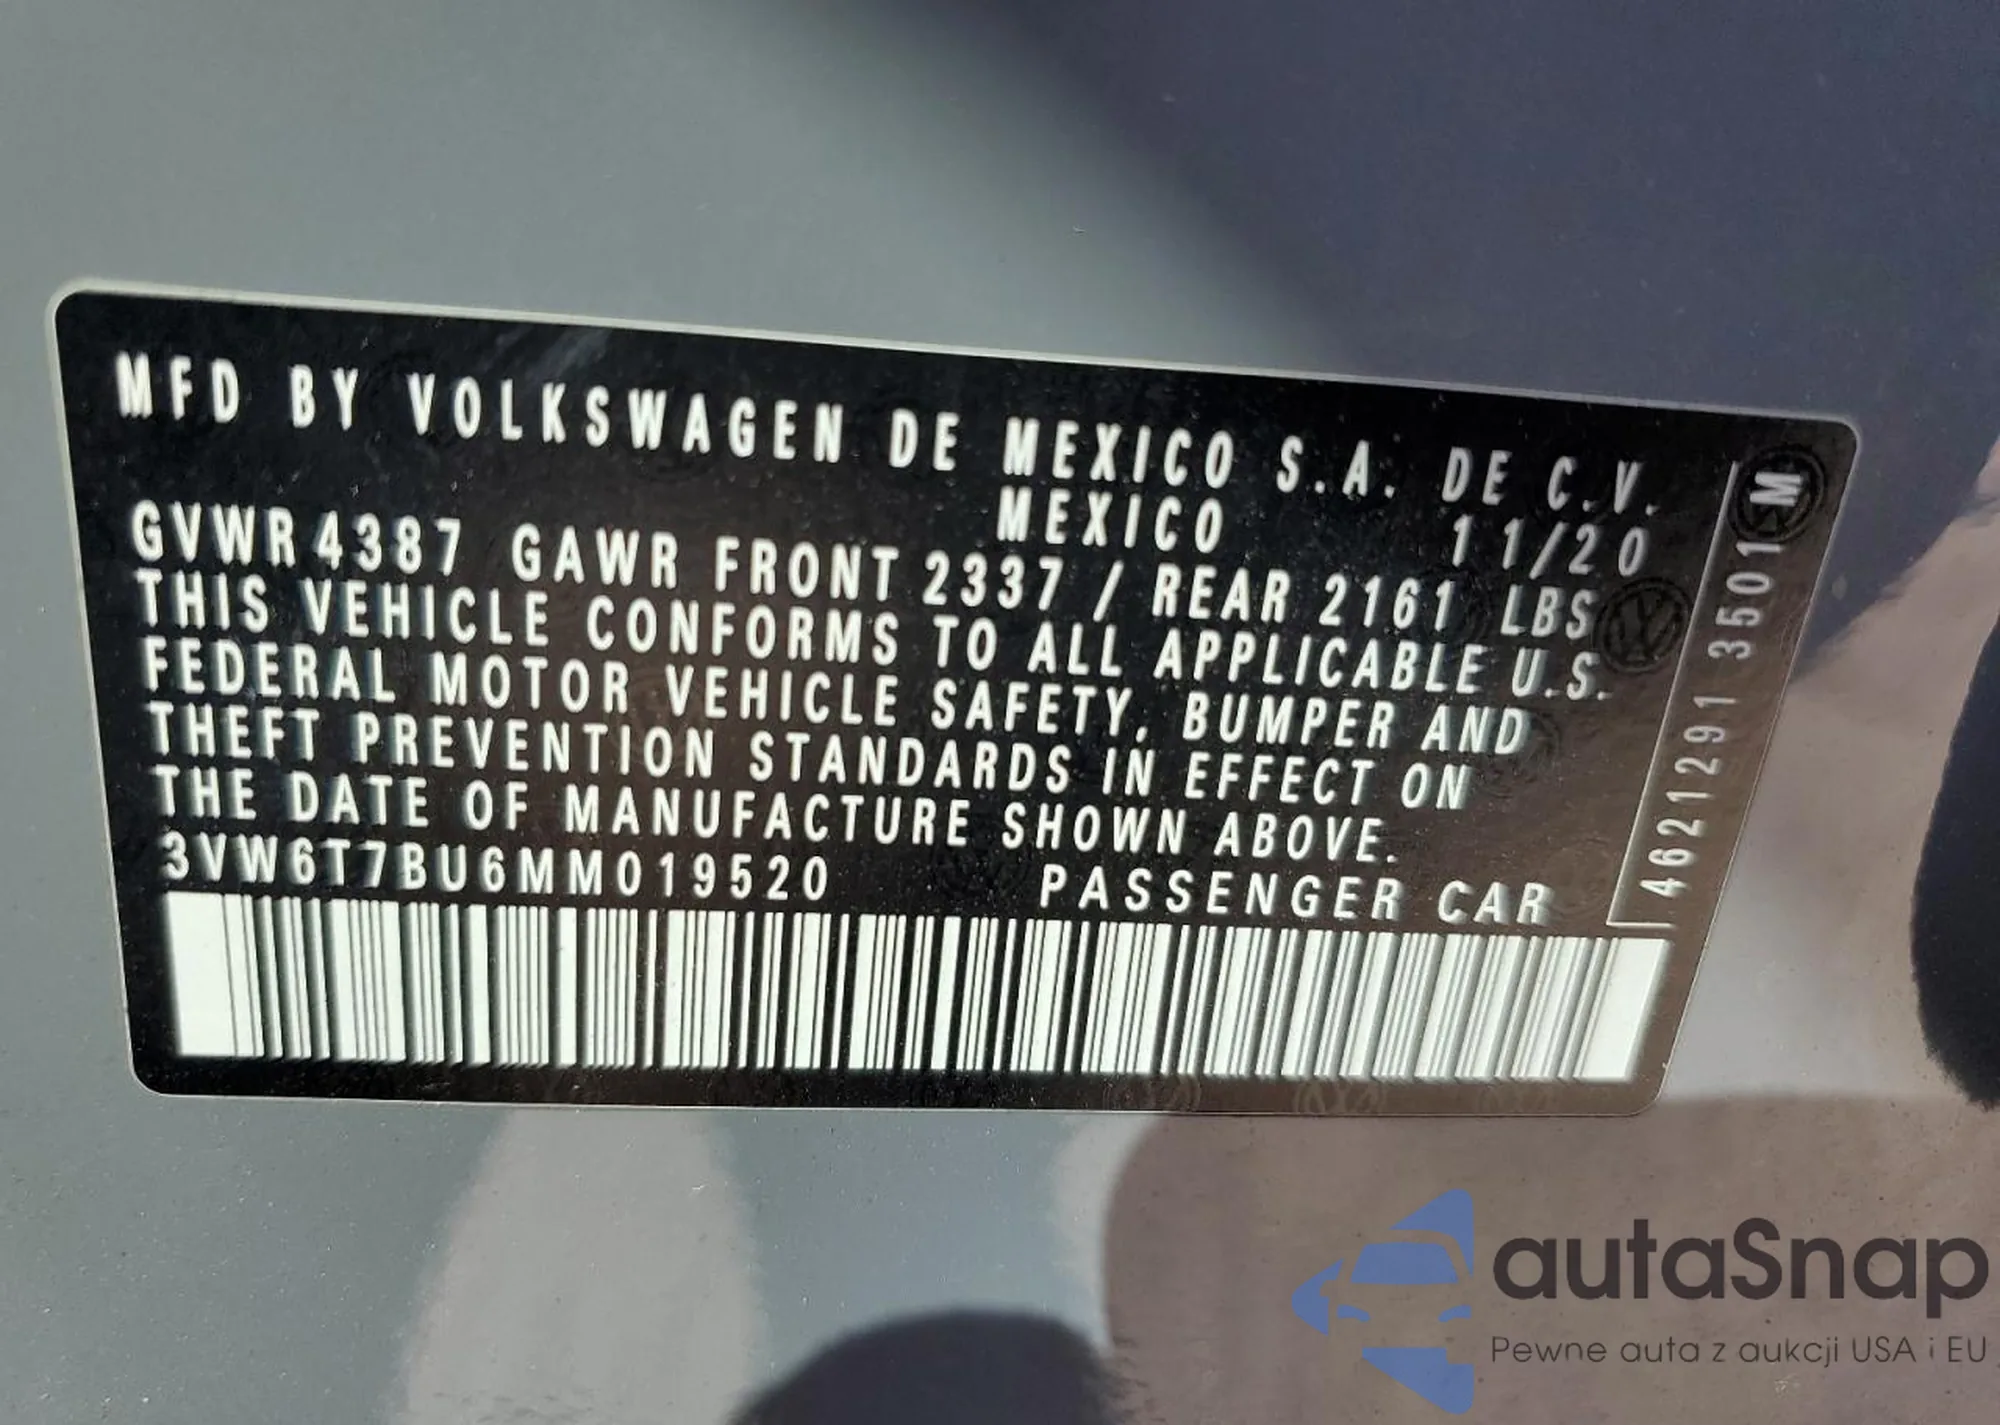 MFD BY VOLKSWAGEN DE MEXICO S.A. DE C.V.
MEXICO 11/20
GVWR 4387 GAWR FRONT 2337 / REAR 2161 LBS
THIS VEHICLE CONFORMS TO ALL APPLICABLE U.S.
FEDERAL MOTOR VEHICLE SAFETY, BUMPER AND
THEFT PREVENTION STANDARDS IN EFFECT ON
THE DATE OF MANUFACTURE SHOWN ABOVE.
3VW6T7BU6MM019520 PASSENGER CAR
4621291 3501 M
autaSnap
Pewne auta z aukcji USA i EU